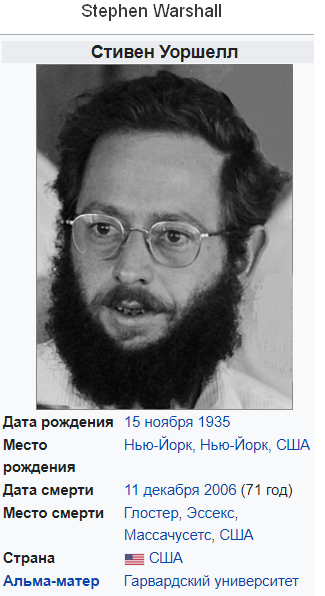 Stephen Warshall
Стивен Уоршелл
Дата рождения 15 ноября 1935
Место рождения Нью-Йорк, Нью-Йорк, США
Дата смерти 11 декабря 2006 (71 год)
Место смерти Глостер, Эссекс,
Массачусетс, США
Страна США
Альма-матер Гарвардский университет